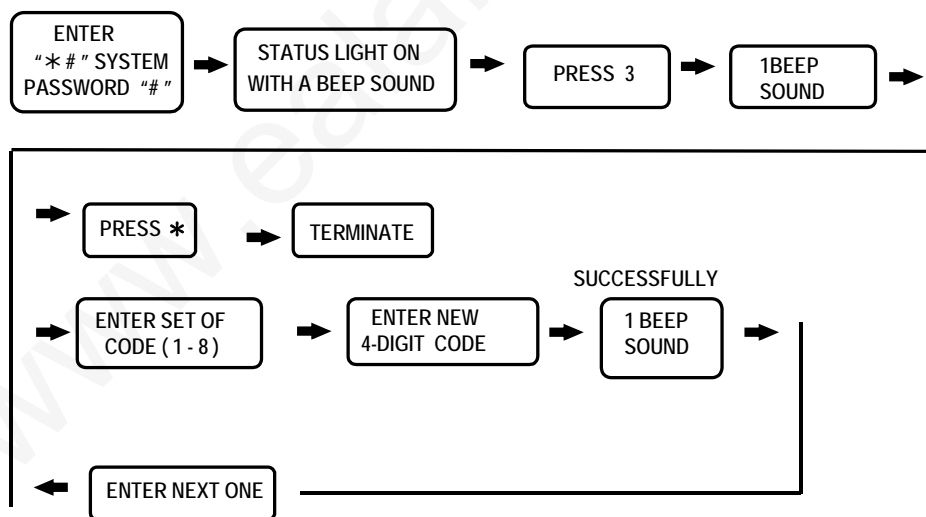 ENTER
“＊＃” SYSTEM
PASSWORD “＃”
STATUS LIGHT ON
WITH A BEEP SOUND
PRESS 3
1BEEP
SOUND
PRESS ＊
TERMINATE
SUCCESSFULLY
ENTER SET OF
CODE ( 1 - 8 )
ENTER NEW
4-DIGIT CODE
1 BEEP
SOUND
ENTER NEXT ONE